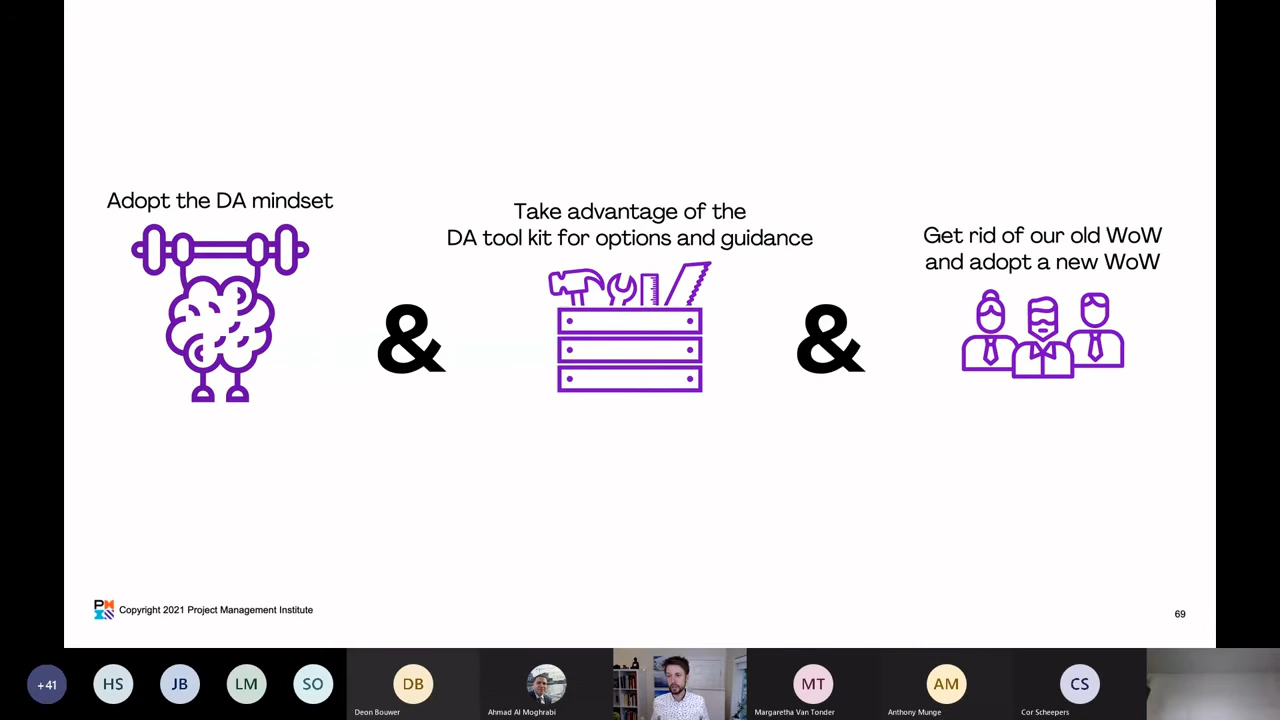 Adopt the DA mindset
Take advantage of the
DA tool kit for options and guidance
Get rid of our old WoW
and adopt a new WoW
&
&
Copyright 2021 Project Management Institute
69
+41
HS
JB
LM
SO
DB
Deon Bouwer
Ahmad Al Moghrabi
MT
Margaretha Van Tonder
AM
Anthony Munge
CS
Cor Scheepers